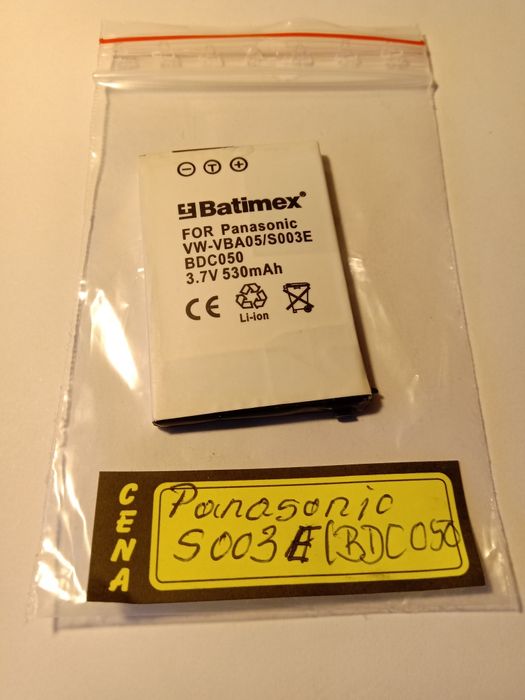 - T +
Batimex®
FOR Panasonic
VW-VBA05/S003E
BDC050
3.7V 530mAh
CE
Li-ion
CENA
Panasonic
S003E(BDC050